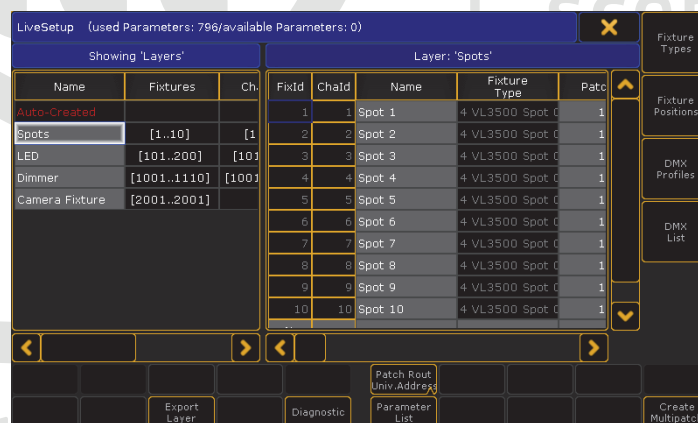 LiveSetup (used Parameters: 796/available Parameters: 0)
Fixture Types
Showing 'Layers'
Layer: 'Spots'
Name Fixtures Ch
FixId ChaId Name Fixture Type Patc
Auto-Created
Spots [1..10] [1
LED [101..200] [101
Dimmer [1001..1110] [1001
Camera Fixture [2001..2001]
1 1 Spot 1 4 VL3500 Spot 1
2 2 Spot 2 4 VL3500 Spot 1
3 3 Spot 3 4 VL3500 Spot 1
4 4 Spot 4 4 VL3500 Spot 1
5 5 Spot 5 4 VL3500 Spot 1
6 6 Spot 6 4 VL3500 Spot 1
7 7 Spot 7 4 VL3500 Spot 1
8 8 Spot 8 4 VL3500 Spot 1
9 9 Spot 9 4 VL3500 Spot 1
10 10 Spot 10 4 VL3500 Spot 1
Fixture Positions
DMX Profiles
DMX List
Patch Rout
Univ.Address
Export Layer
Diagnostic
Parameter List
Create Multipatch